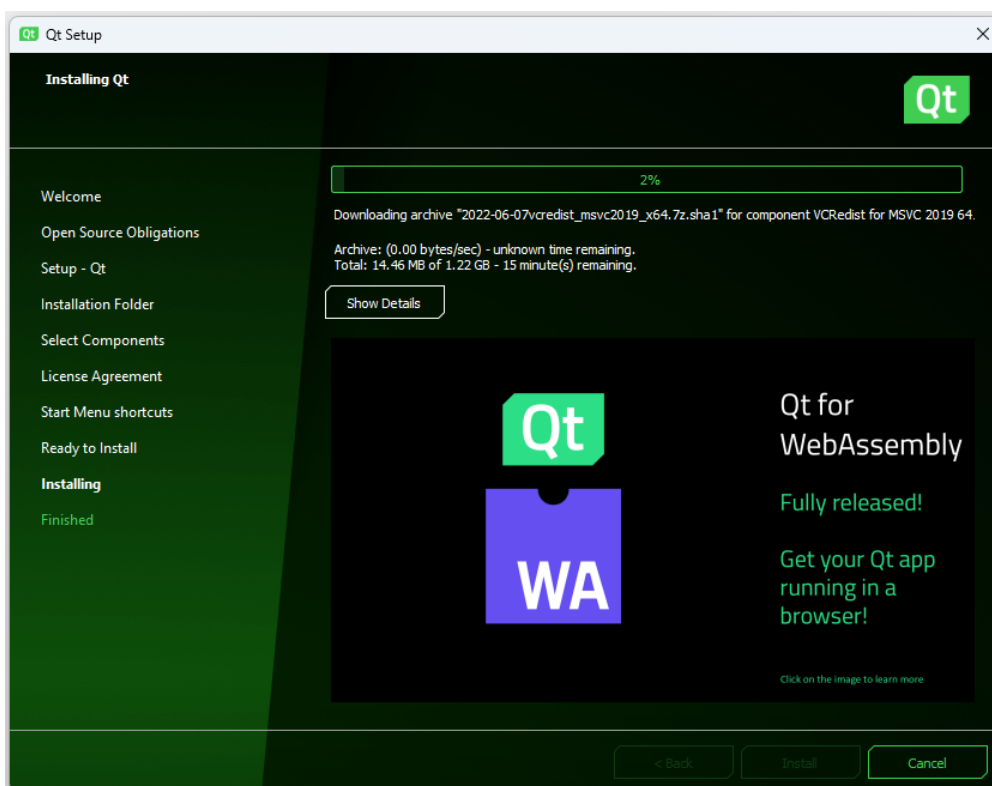 Qt Qt Setup
Installing Qt
Qt
Welcome
Open Source Obligations
Setup - Qt
Installation Folder
Select Components
License Agreement
Start Menu shortcuts
Ready to Install
Installing
Finished
2%
Downloading archive "2022-06-07vcredist_msvc2019_x64.7z.sha1" for component VCRedist for MSVC 2019 64.
Archive: (0.00 bytes/sec) - unknown time remaining.
Total: 14.46 MB of 1.22 GB - 15 minute(s) remaining.
Show Details
Qt
WA
Qt for
WebAssembly
Fully released!
Get your Qt app
running in a
browser!
Click on the image to learn more
< Back
Install
Cancel